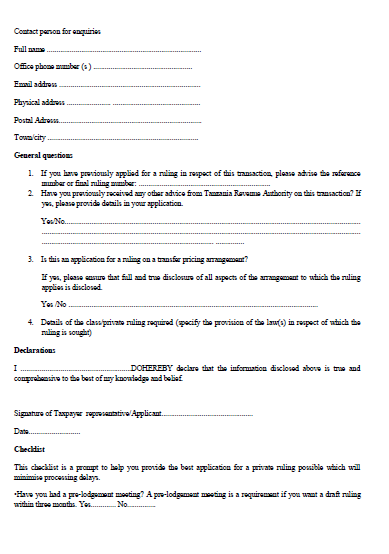 Contact person for enquiries
Full name ......................................................................
Office phone number (s ) .............................................
Email address ................................................................
Physical address .................... ........................................
Postal Adresss.................................................................
Town/city .....................................................................
General questions
1. If you have previously applied for a ruling in respect of this transaction, please advise the reference
number or final ruling number: ............................................................
2. Have you previously received any other advice from Tanzania Revenue Authority on this transaction? If
yes, please provide details in your application.
Yes/No......................................................................................................................................
.................................................................................................................................................
............................................................................... .............
3. Is this an application for a ruling on a transfer pricing arrangement?
If yes, please ensure that full and true disclosure of all aspects of the arrangement to which the ruling
applies is disclosed.
Yes /No ..................................................................................................................
4. Details of the class/private ruling required (specify the provision of the law(s) in respect of which the
ruling is sought)
Declarations
I ..................................................DOHEREBY declare that the information disclosed above is true and
comprehensive to the best of my knowledge and belief.
Signature of Taxpayer representative/Applicant..........................................
Date........................
Checklist
This checklist is a prompt to help you provide the best application for a private ruling possible which will
minimise processing delays.
•Have you had a pre-lodgement meeting? A pre-lodgement meeting is a requirement if you want a draft ruling
within three months. Yes............ No.............